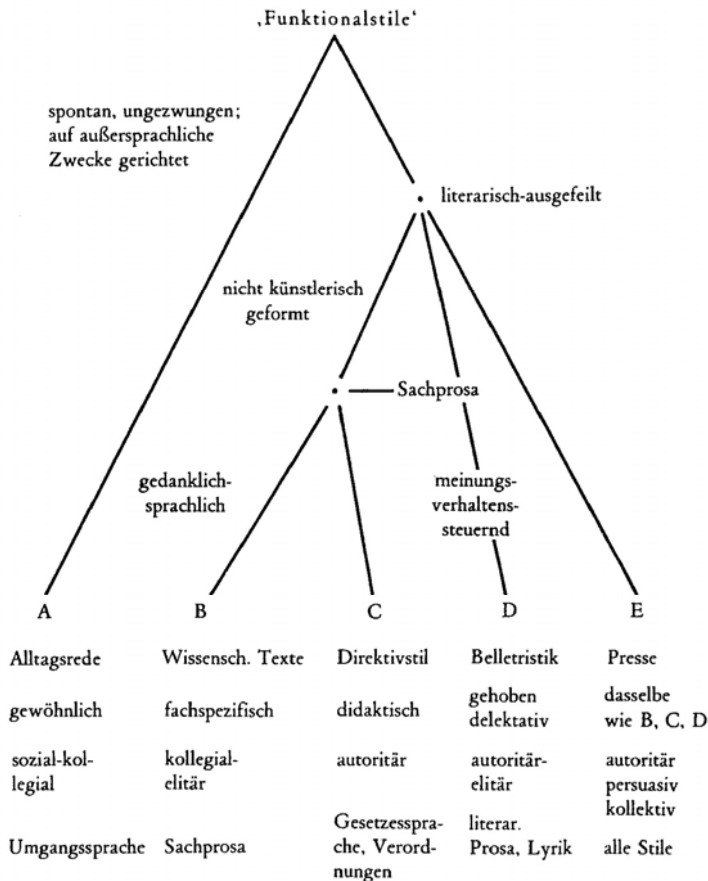 ‚Funktionalstile‘
spontan, ungezwungen;
auf außersprachliche
Zwecke gerichtet
literarisch-ausgefeilt
nicht künstlerisch
geformt
Sachprosa
gedanklich-
sprachlich
meinungs-
verhaltens-
steuernd
A B C D E
Alltagsrede Wissensch. Texte Direktivstil Belletristik Presse
gewöhnlich fachspezifisch didaktisch gehoben delektativ dasselbe wie B, C, D
sozial-kol-
legial
kollegial-
elitär
autoritär
autoritär-
elitär
autoritär
persuasiv
kollektiv
Umgangssprache Sachprosa
Gesetzesspra-
che, Verord-
nungen
literar.
Prosa, Lyrik
alle Stile